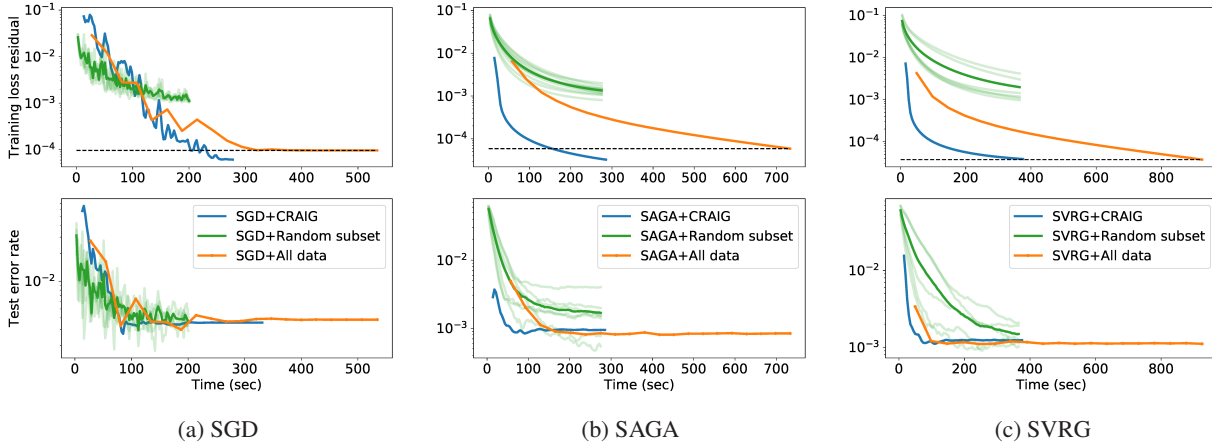 Training loss residual
10⁻¹
10⁻²
10⁻³
10⁻⁴
0 100 200 300 400 500
10⁻¹
10⁻²
10⁻³
10⁻⁴
0 100 200 300 400 500 600 700
10⁻¹
10⁻²
10⁻³
10⁻⁴
0 200 400 600 800
Test error rate
10⁻²
SGD+CRAIG
SGD+Random subset
SGD+All data
0 100 200 300 400 500
Time (sec)
10⁻²
10⁻³
SAGA+CRAIG
SAGA+Random subset
SAGA+All data
0 100 200 300 400 500 600 700
Time (sec)
10⁻²
10⁻³
SVRG+CRAIG
SVRG+Random subset
SVRG+All data
0 200 400 600 800
Time (sec)
(a) SGD
(b) SAGA
(c) SVRG